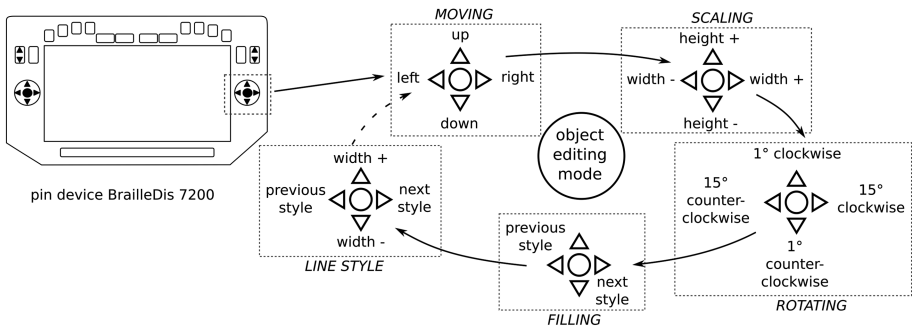 MOVING
up
left
right
down
SCALING
height +
width -
width +
height -
object
editing
mode
1° clockwise
15°
counter-
clockwise
15°
clockwise
1°
counter-
clockwise
ROTATING
previous
style
next
style
FILLING
width +
previous
style
next
style
width -
LINE STYLE
pin device BrailleDis 7200